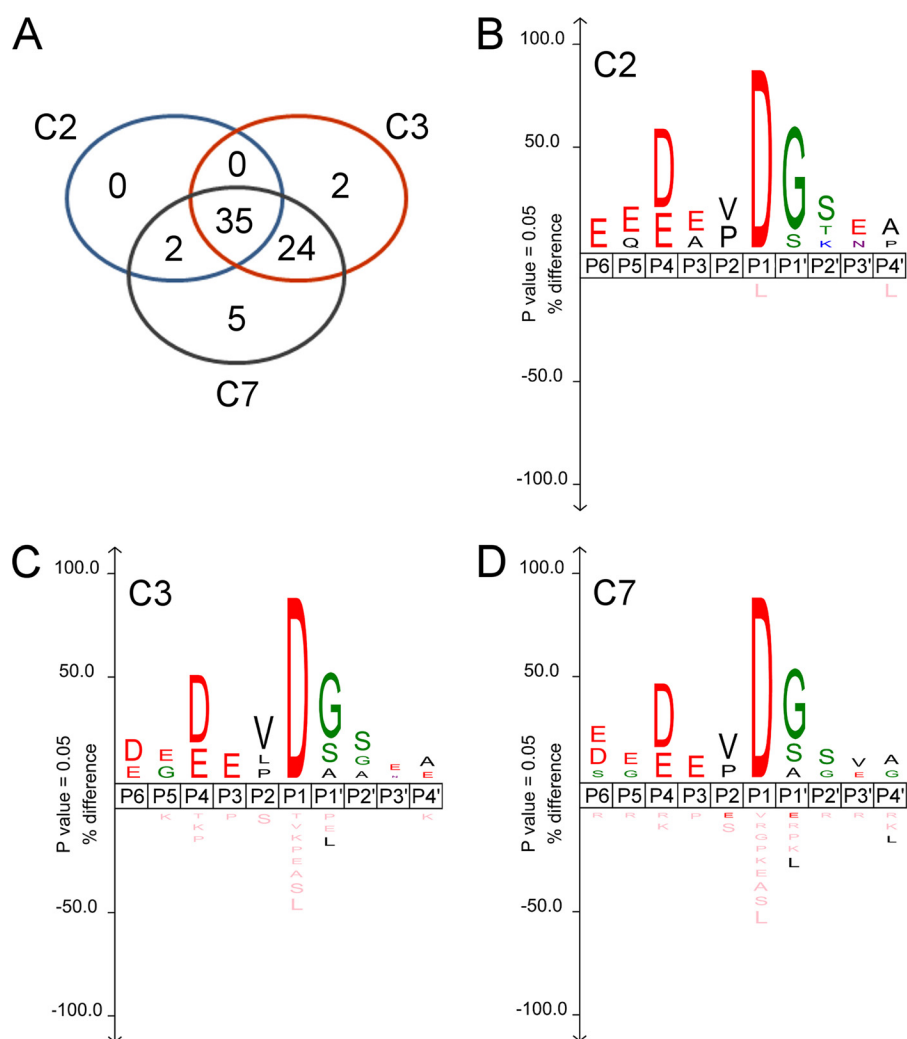 A
C2
C3
0
0
2
35
2
24
5
C7
B
C2
100.0
50.0
-50.0
-100.0
P value = 0.05
% difference
D
D
G
V
S
E
E
E
T
E
A
E
Q
E
A
P
S
K
N
P
P6 P5 P4 P3 P2 P1 P1' P2' P3' P4'
L
L
C
C3
100.0
50.0
-50.0
-100.0
P value = 0.05
% difference
D
D
G
V
S
D
E
L
S
G
E
A
E
G
E
E
P
A
A
N
E
P6 P5 P4 P3 P2 P1 P1' P2' P3' P4'
K
T
P
S
T
P
K
K
V
E
P
K
L
P
E
A
S
L
D
C7
100.0
50.0
-50.0
-100.0
P value = 0.05
% difference
D
D
G
E
V
S
S
V
A
D
E
S
G
E
E
P
A
G
E
G
P6 P5 P4 P3 P2 P1 P1' P2' P3' P4'
R
R
R
P
E
V
E
R
R
R
K
S
R
R
K
G
P
L
P
K
K
L
E
A
S
L